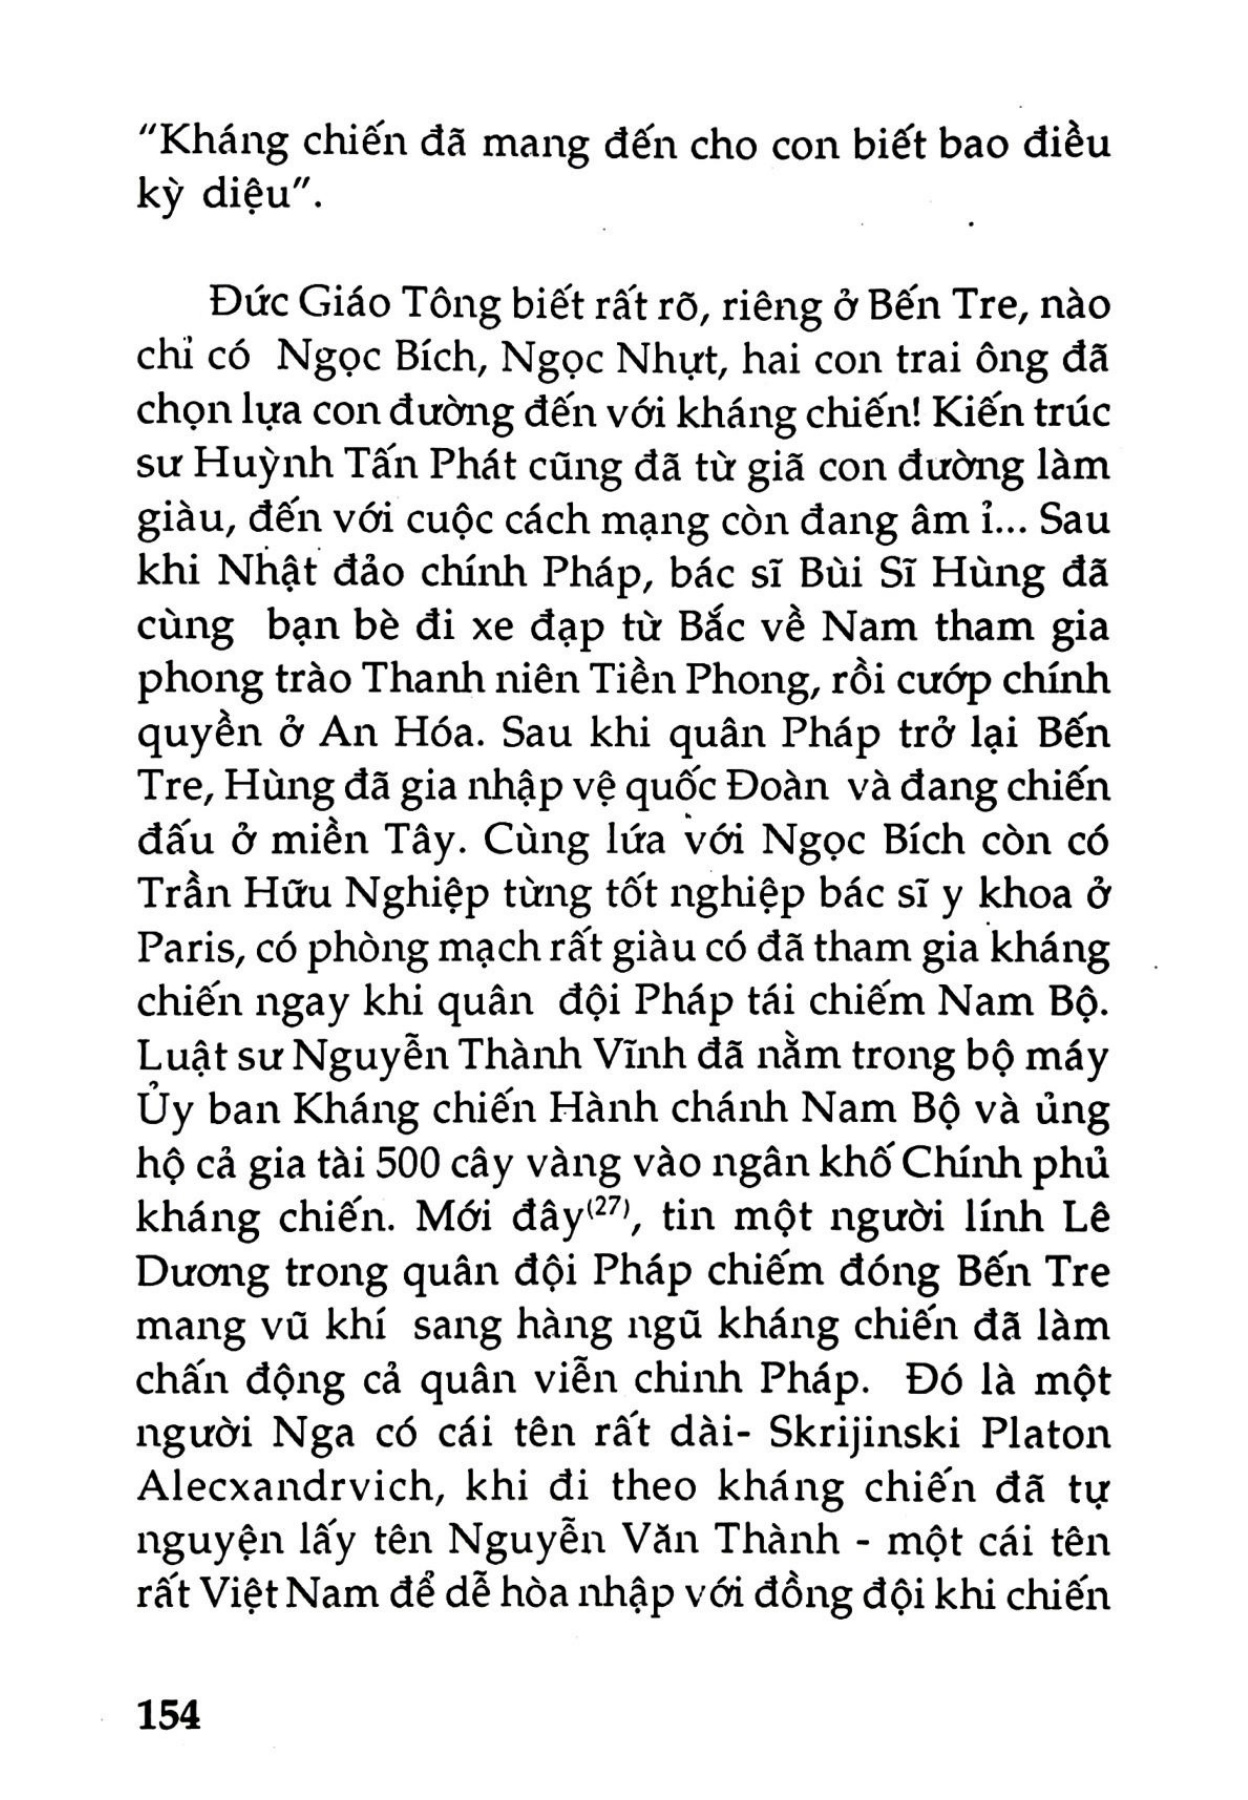 "Kháng chiến đã mang đến cho con biết bao điều
kỳ diệu".
Đức Giáo Tông biết rất rõ, riêng ở Bến Tre, nào
chỉ có Ngọc Bích, Ngọc Nhựt, hai con trai ông đã
chọn lựa con đường đến với kháng chiến! Kiến trúc
sư Huỳnh Tấn Phát cũng đã từ giã con đường làm
giàu, đến với cuộc cách mạng còn đang âm ỉ... Sau
khi Nhật đảo chính Pháp, bác sĩ Bùi Sĩ Hùng đã
cùng bạn bè đi xe đạp từ Bắc về Nam tham gia
phong trào Thanh niên Tiền Phong, rồi cướp chính
quyền ở An Hóa. Sau khi quân Pháp trở lại Bến
Tre, Hùng đã gia nhập vệ quốc Đoàn và đang chiến
đấu ở miền Tây. Cùng lứa với Ngọc Bích còn có
Trần Hữu Nghiệp từng tốt nghiệp bác sĩ y khoa ở
Paris, có phòng mạch rất giàu có đã tham gia kháng
chiến ngay khi quân đội Pháp tái chiếm Nam Bộ.
Luật sư Nguyễn Thành Vĩnh đã nằm trong bộ máy
Ủy ban Kháng chiến Hành chánh Nam Bộ và ủng
hộ cả gia tài 500 cây vàng vào ngân khố Chính phủ
kháng chiến. Mới đây(27), tin một người lính Lê
Dương trong quân đội Pháp chiếm đóng Bến Tre
mang vũ khí sang hàng ngũ kháng chiến đã làm
chấn động cả quân viễn chinh Pháp. Đó là một
người Nga có cái tên rất dài- Skrijinski Platon
Alecxandrvich, khi đi theo kháng chiến đã tự
nguyện lấy tên Nguyễn Văn Thành - một cái tên
rất Việt Nam để dễ hòa nhập với đồng đội khi chiến
154